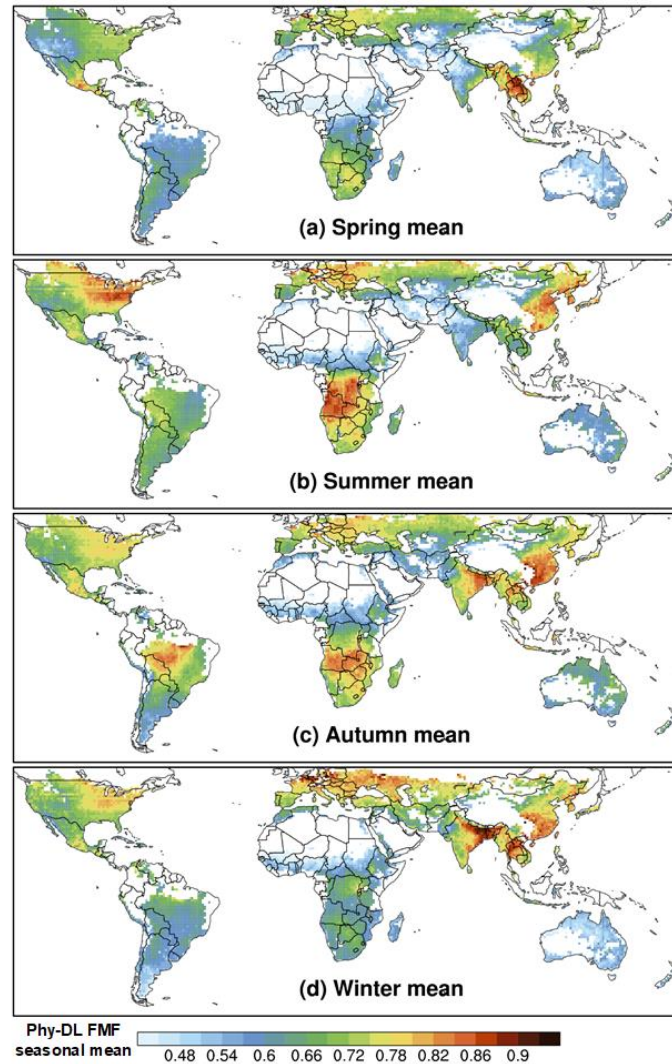 (a) Spring mean
(b) Summer mean
(c) Autumn mean
(d) Winter mean
Phy-DL FMF
seasonal mean
0.48 0.54 0.6 0.66 0.72 0.78 0.82 0.86 0.9